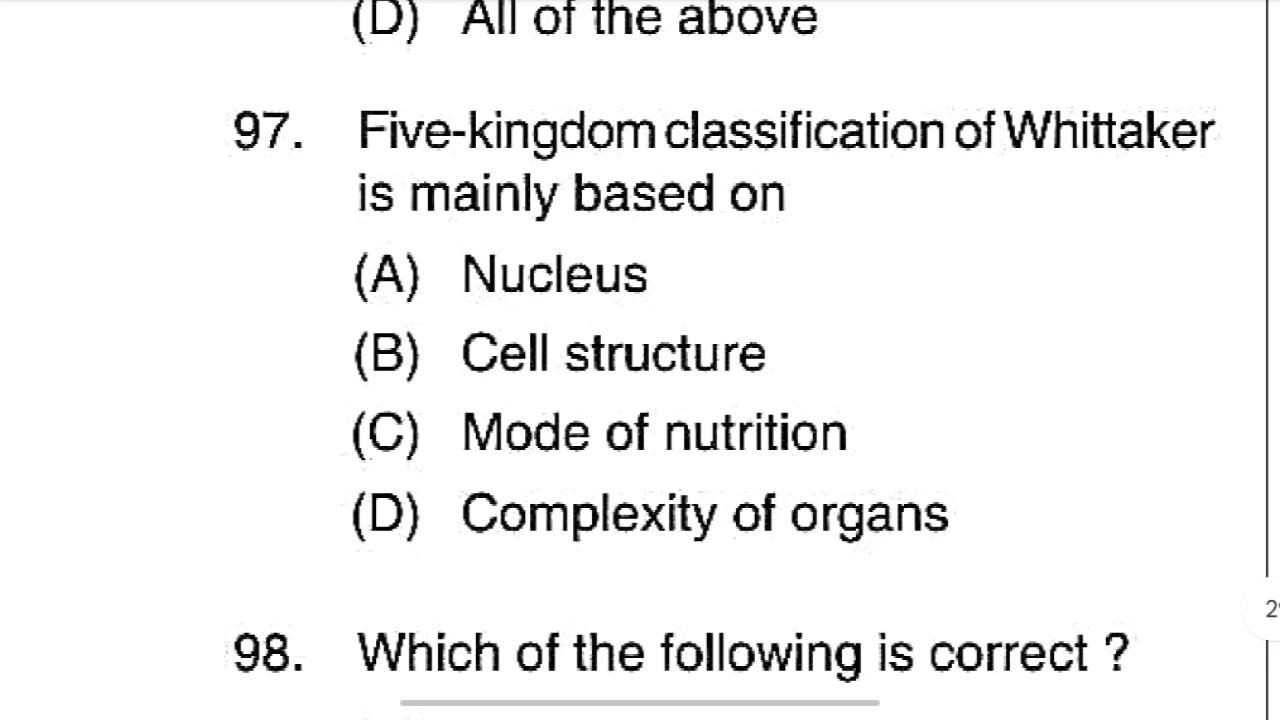 (D) All of the above
97. Five-kingdom classification of Whittaker
is mainly based on
(A) Nucleus
(B) Cell structure
(C) Mode of nutrition
(D) Complexity of organs
98. Which of the following is correct ?